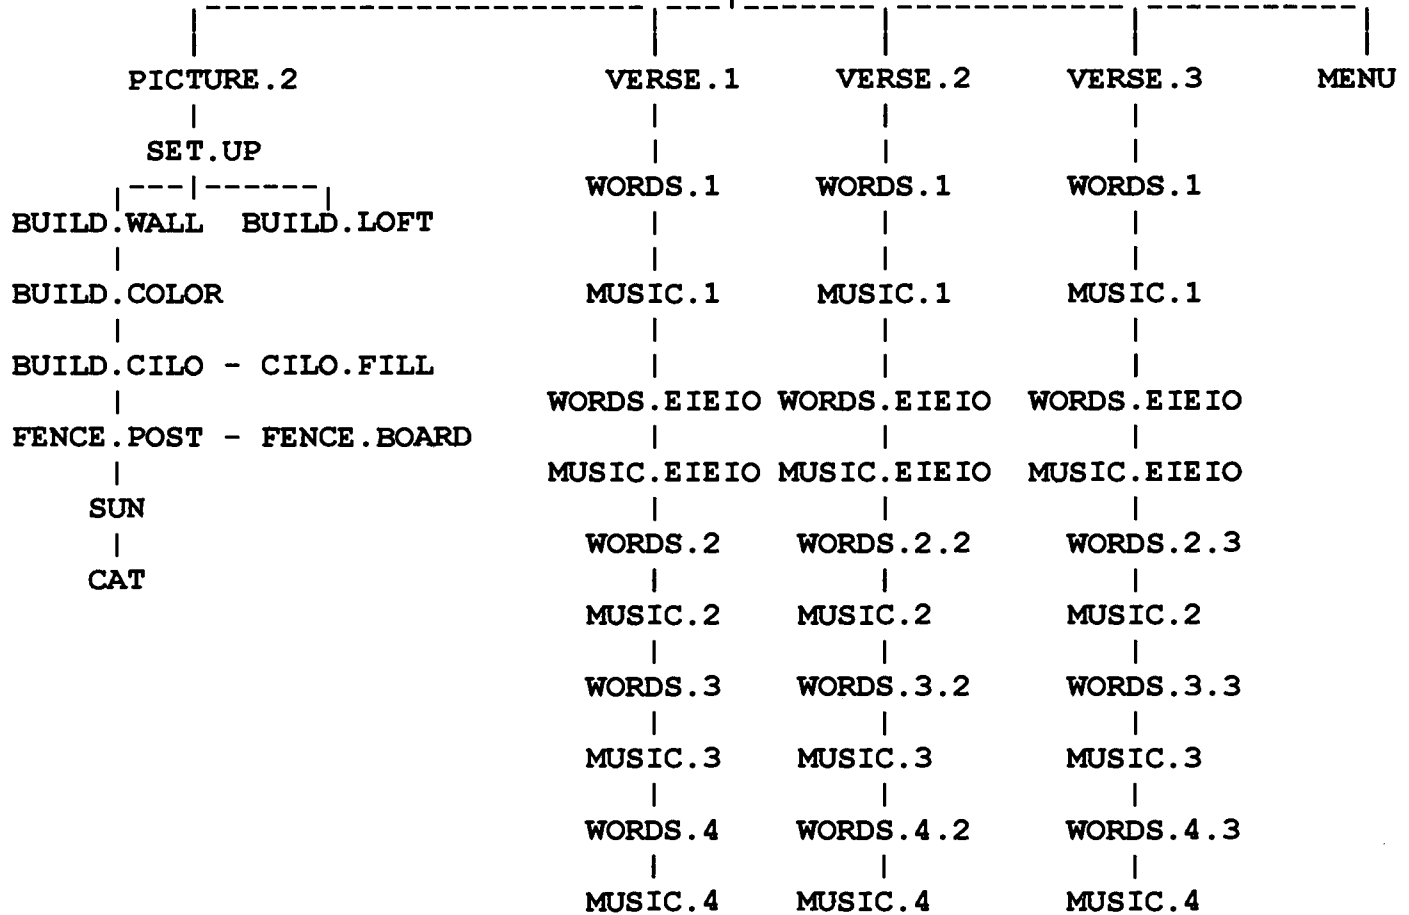 PICTURE.2 VERSE.1 VERSE.2 VERSE.3 MENU
SET.UP
WORDS.1 WORDS.1 WORDS.1
BUILD.WALL BUILD.LOFT
BUILD.COLOR MUSIC.1 MUSIC.1 MUSIC.1
BUILD.CILO - CILO.FILL
WORDS.EIEIO WORDS.EIEIO WORDS.EIEIO
FENCE.POST - FENCE.BOARD
MUSIC.EIEIO MUSIC.EIEIO MUSIC.EIEIO
SUN
WORDS.2 WORDS.2.2 WORDS.2.3
CAT
MUSIC.2 MUSIC.2 MUSIC.2
WORDS.3 WORDS.3.2 WORDS.3.3
MUSIC.3 MUSIC.3 MUSIC.3
WORDS.4 WORDS.4.2 WORDS.4.3
MUSIC.4 MUSIC.4 MUSIC.4